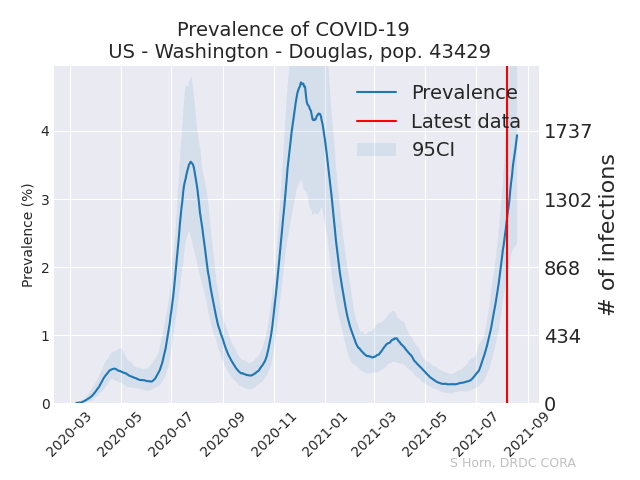 Prevalence of COVID-19
US - Washington - Douglas, pop. 43429
Prevalence
Latest data
95CI
Prevalence (%)
4
3
2
1
0
1737
1302
868
434
0
# of infections
2020-03
2020-05
2020-07
2020-09
2020-11
2021-01
2021-03
2021-05
2021-07
2021-09
S Horn, DRDC CORA